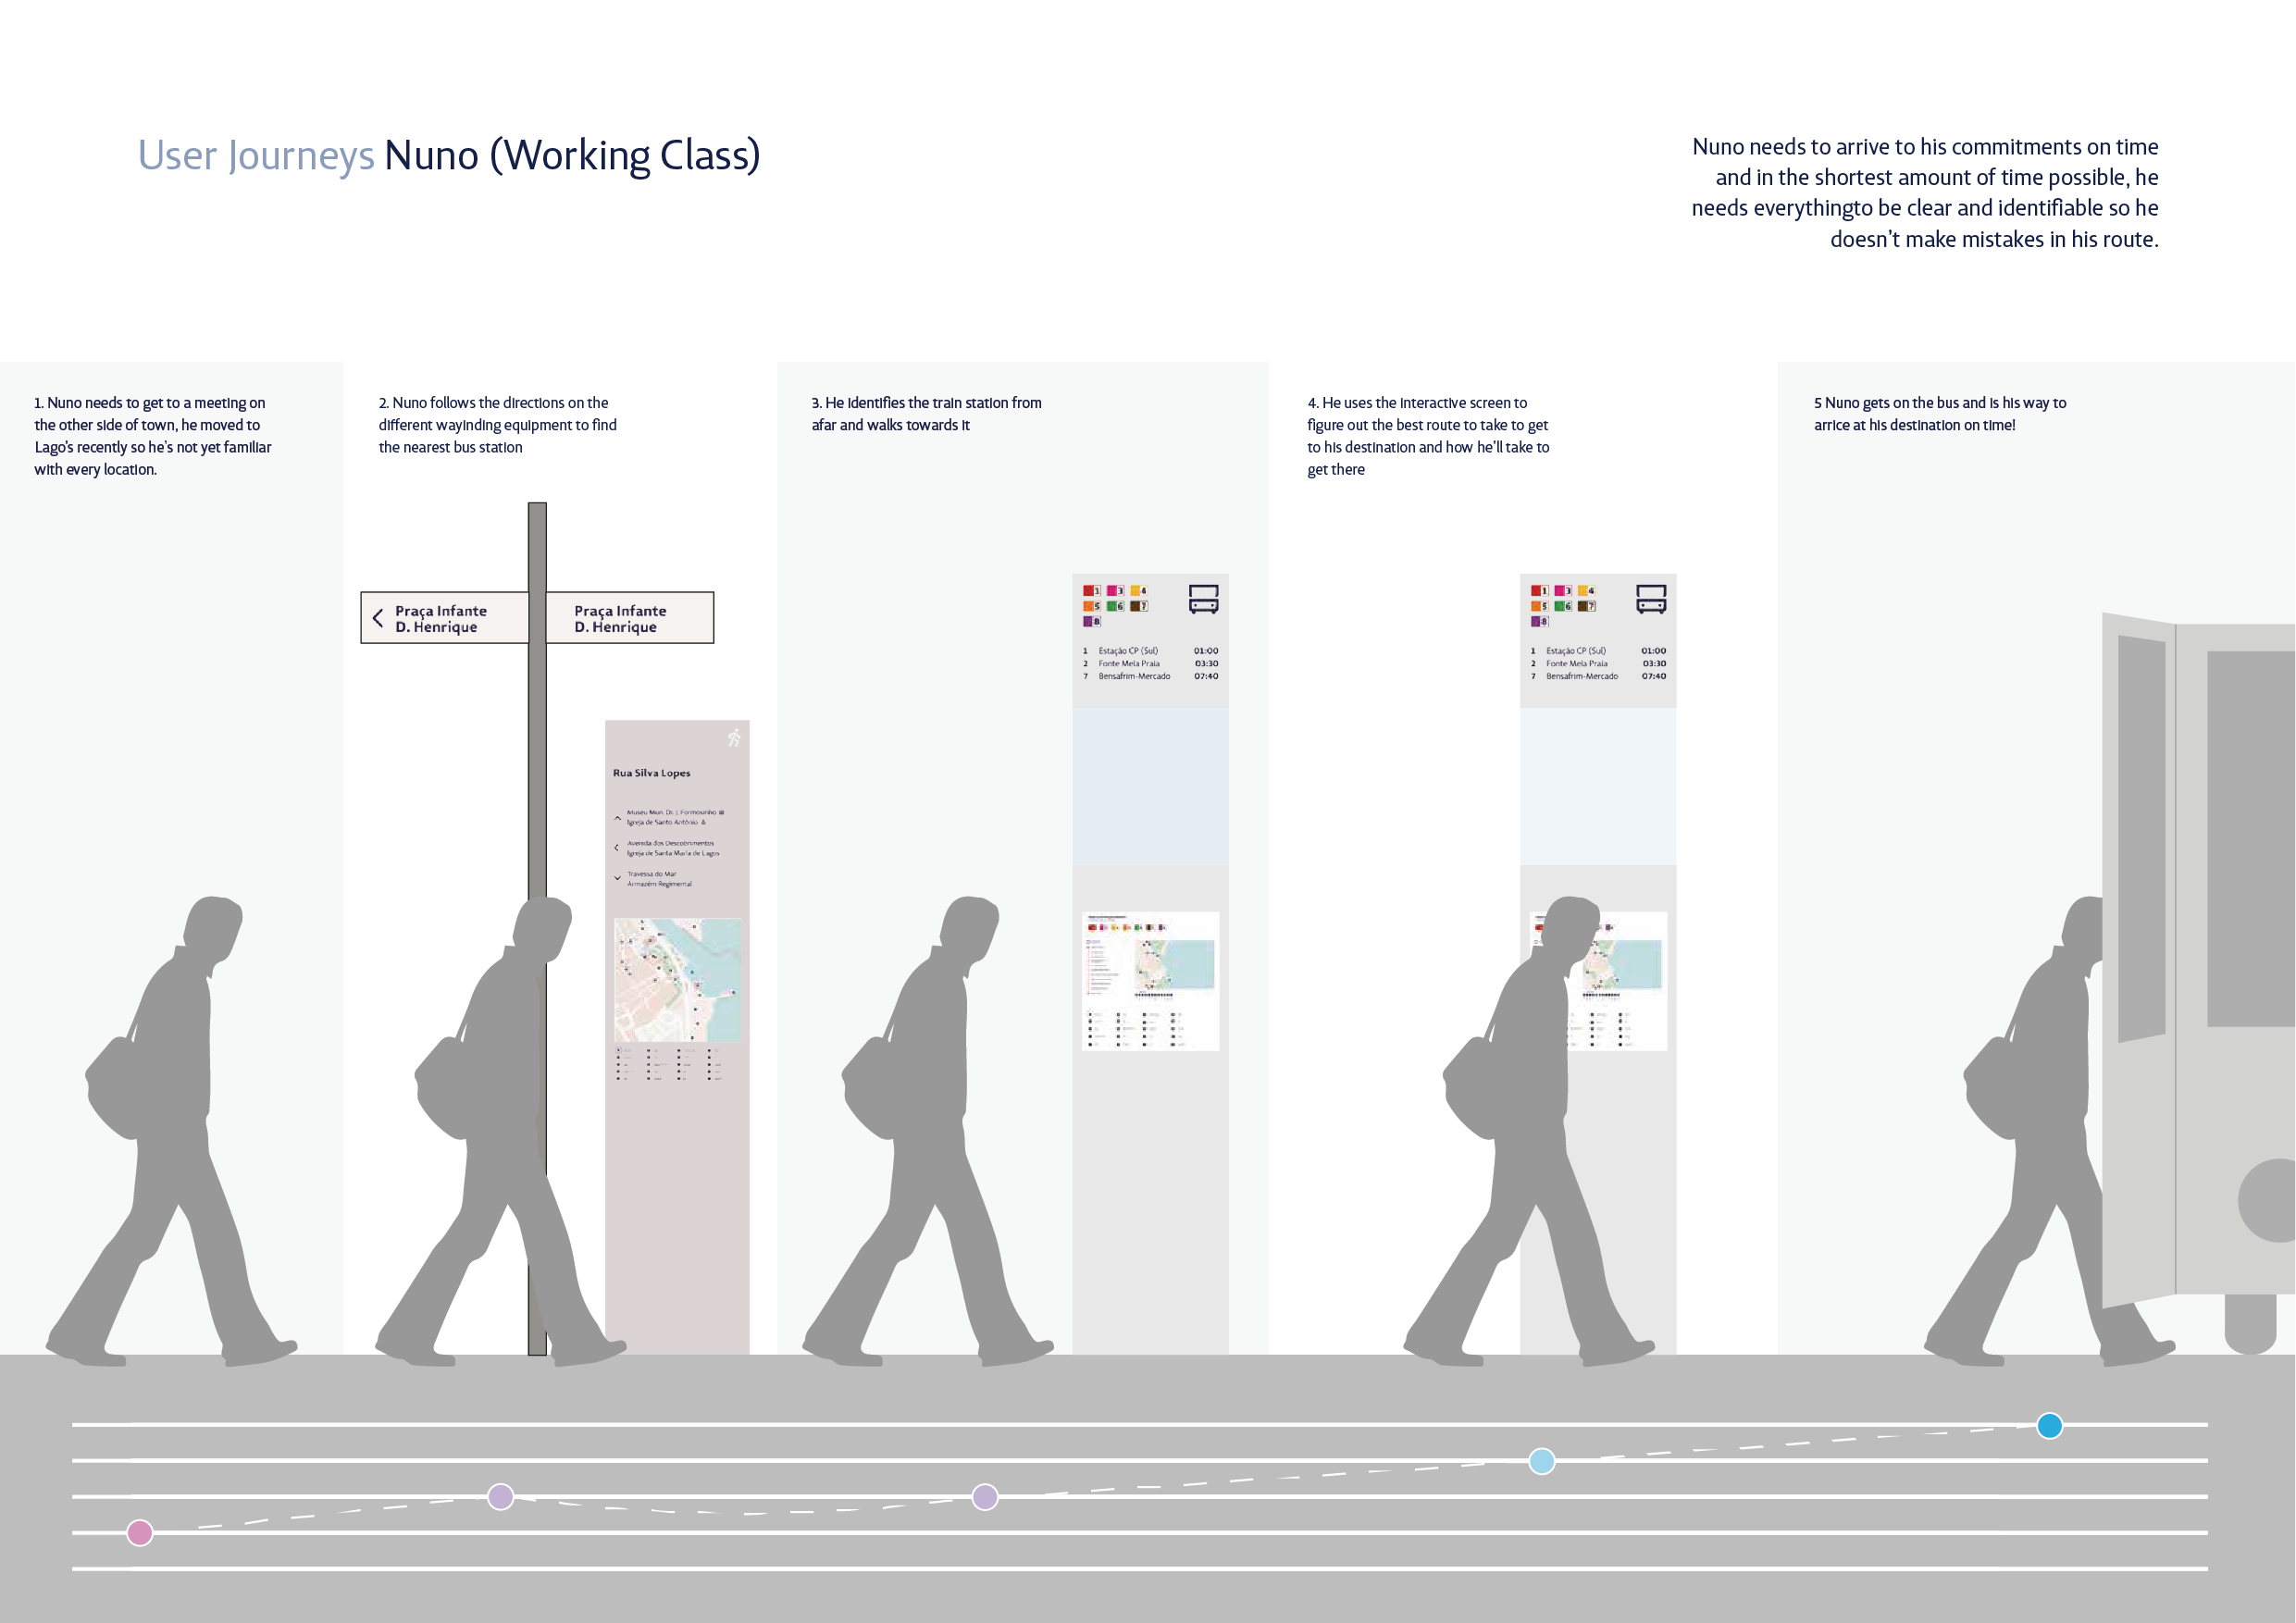 User Journeys Nuno (Working Class)
Nuno needs to arrive to his commitments on time
and in the shortest amount of time possible, he
needs everythingto be clear and identifiable so he
doesn't make mistakes in his route.
1. Nuno needs to get to a meeting on
the other side of town, he moved to
Lago's recently so he's not yet familiar
with every location.
2. Nuno follows the directions on the
different wayinding equipment to find
the nearest bus station
3. He identifies the train station from
afar and walks towards it
4. He uses the interactive screen to
figure out the best route to take to get
to his destination and how he'll take to
get there
5 Nuno gets on the bus and is his way to
arrice at his destination on time!
Praça Infante
D. Henrique
Praça Infante
D. Henrique
Rua Silva Lopes
Museu Mun. Dr. J. Formosinho
Igreja de Santo António
Avenida dos Descobrimentos
Igreja de Santa Maria de Lagos
Travessa do Mar
Armazém Regimental
1 3 4
5 6 7
8
1 Estação CP (Sul) 01:00
2 Fonte Meia Praia 03:30
7 Bensafrim-Mercado 07:40
1 3 4
5 6 7
8
1 Estação CP (Sul) 01:00
2 Fonte Meia Praia 03:30
7 Bensafrim-Mercado 07:40